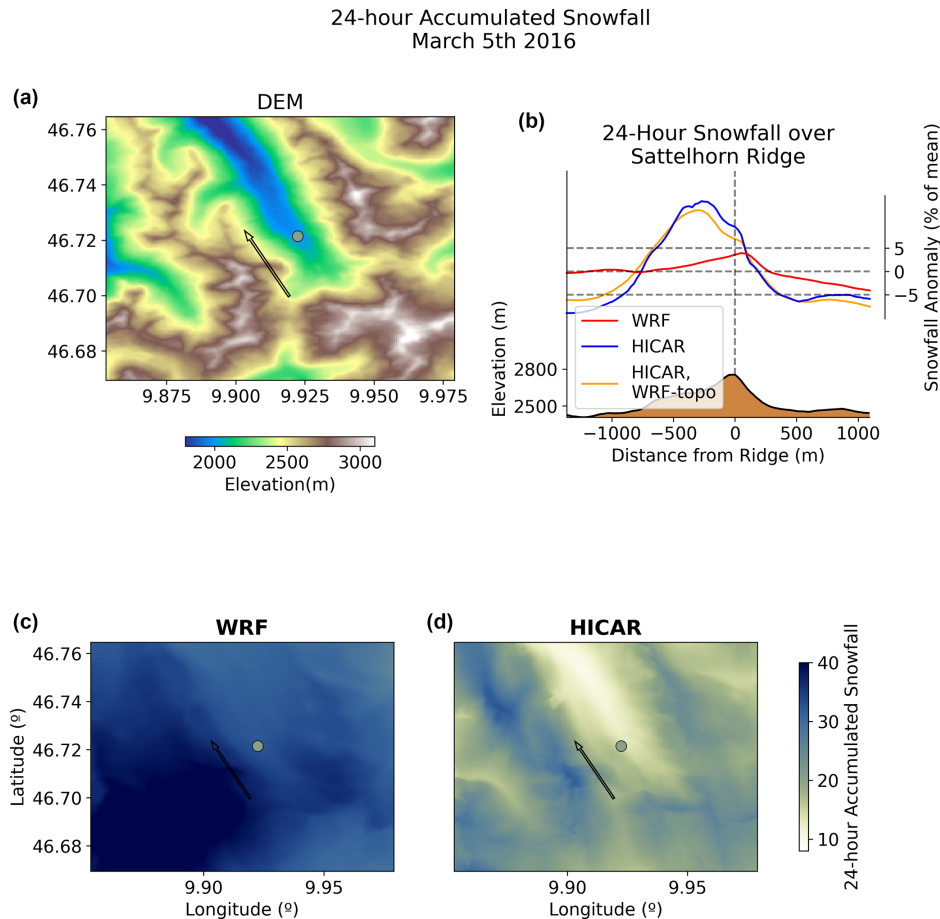 24-hour Accumulated Snowfall
March 5th 2016
(a)
DEM
46.76
46.74
46.72
46.70
46.68
9.875 9.900 9.925 9.950 9.975
2000 2500 3000
Elevation(m)
(b)
24-Hour Snowfall over
Sattelhorn Ridge
Snowfall Anomaly (% of mean)
5
0
−5
WRF
HICAR
HICAR,
WRF-topo
Elevation (m)
2800
2500
−1000 −500 0 500 1000
Distance from Ridge (m)
(c)
WRF
46.76
46.74
46.72
46.70
46.68
Latitude (º)
9.90 9.95
Longitude (º)
(d)
HICAR
9.90 9.95
Longitude (º)
40
30
20
10
24-hour Accumulated Snowfall